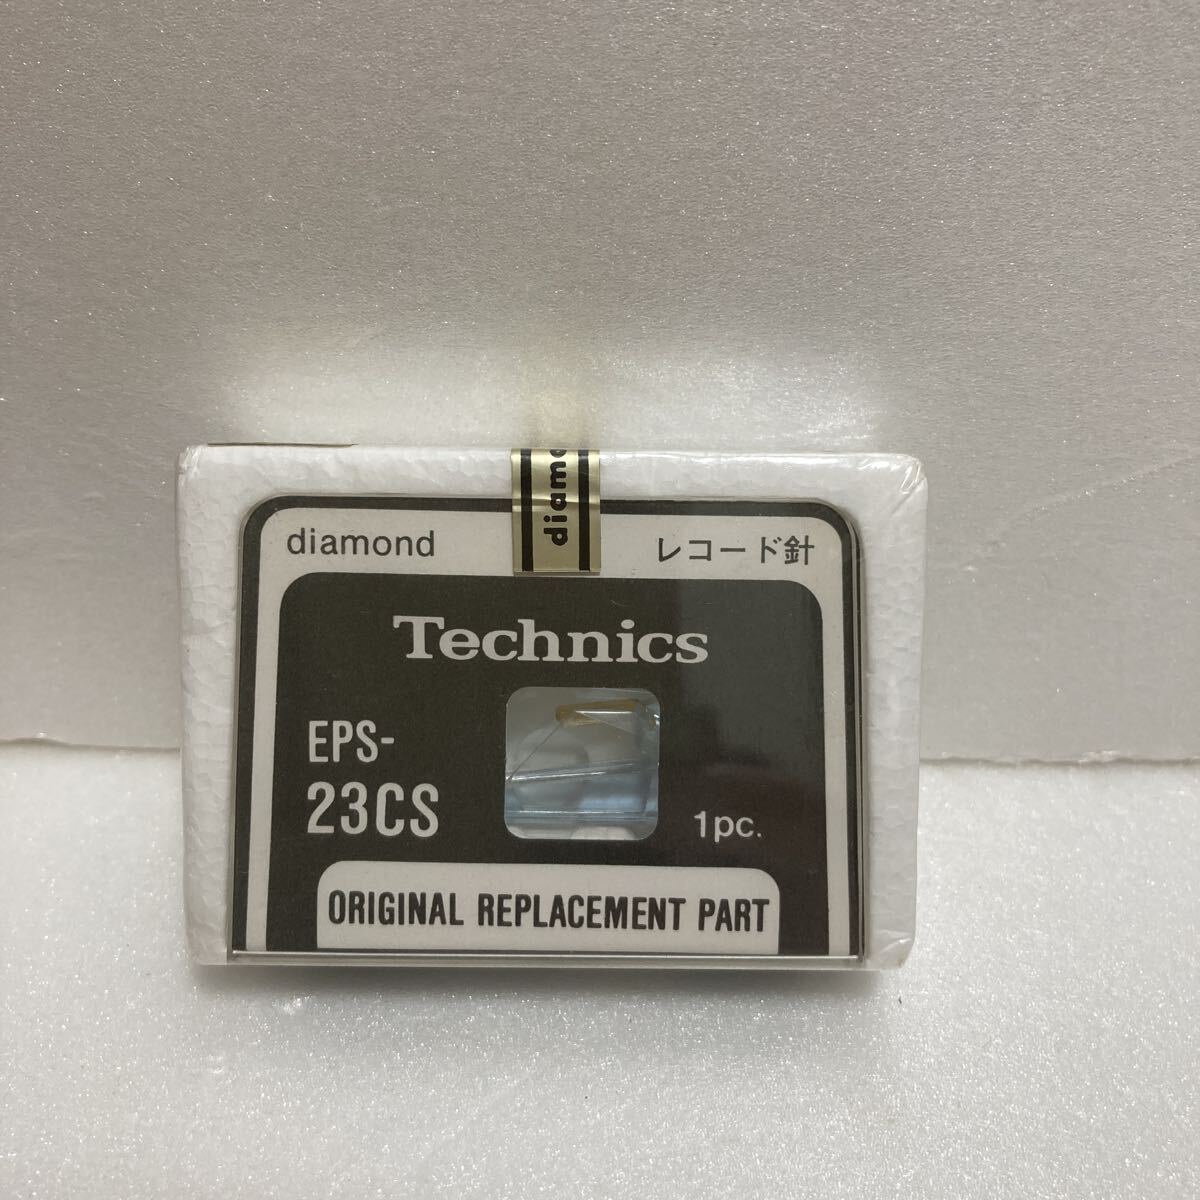 diamo
diamond
レコード針
Technics
EPS-
23CS
1pc.
ORIGINAL REPLACEMENT PART